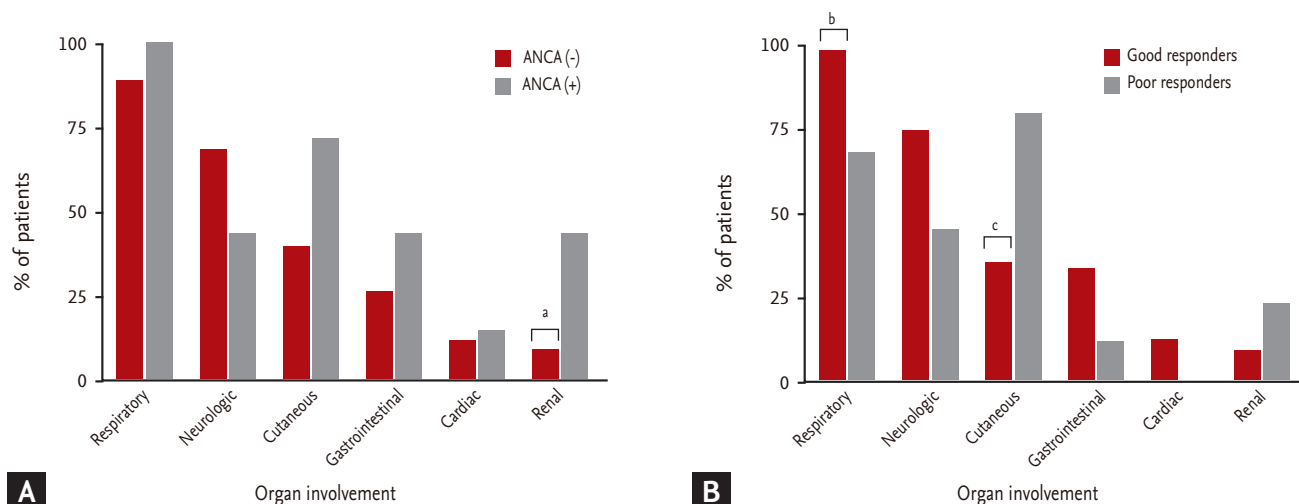 100
75
50
25
0
% of patients
ANCA (-)
ANCA (+)
a
Respiratory
Neurologic
Cutaneous
Gastrointestinal
Cardiac
Renal
A
Organ involvement
b
100
75
50
25
0
% of patients
Good responders
Poor responders
c
Respiratory
Neurologic
Cutaneous
Gastrointestinal
Cardiac
Renal
B
Organ involvement